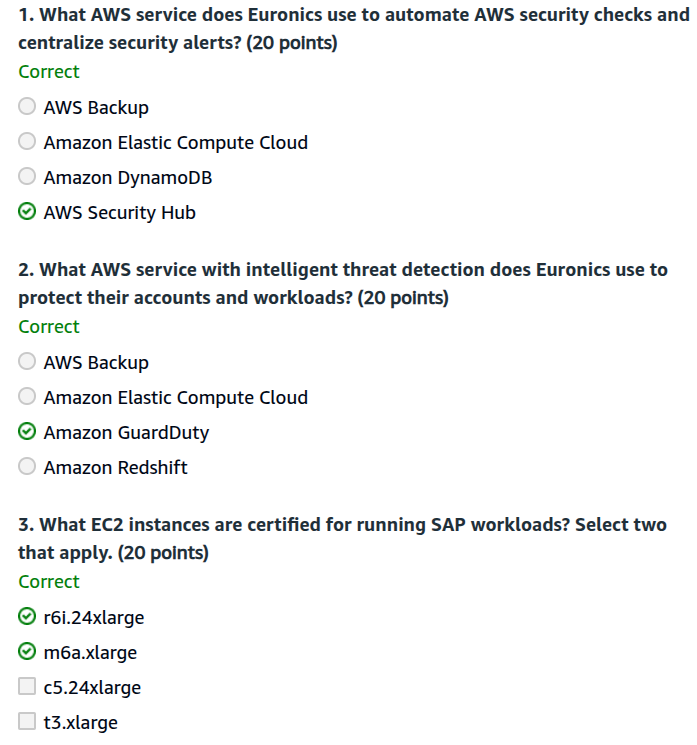 1. What AWS service does Euronics use to automate AWS security checks and
centralize security alerts? (20 points)
Correct
AWS Backup
Amazon Elastic Compute Cloud
Amazon DynamoDB
AWS Security Hub
2. What AWS service with intelligent threat detection does Euronics use to
protect their accounts and workloads? (20 points)
Correct
AWS Backup
Amazon Elastic Compute Cloud
Amazon GuardDuty
Amazon Redshift
3. What EC2 instances are certified for running SAP workloads? Select two
that apply. (20 points)
Correct
r6i.24xlarge
m6a.xlarge
c5.24xlarge
t3.xlarge